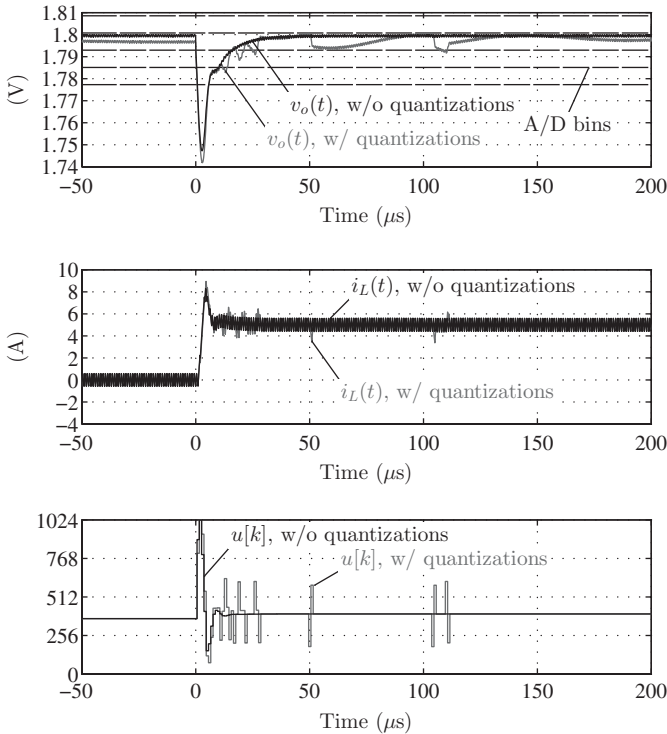 1.81
1.8
1.79
1.78
1.77
1.76
1.75
1.74
(V)
v_o(t), w/o quantizations
v_o(t), w/ quantizations
A/D bins
−50 0 50 100 150 200
Time (μs)
10
8
6
4
2
0
−2
−4
(A)
i_L(t), w/o quantizations
i_L(t), w/ quantizations
−50 0 50 100 150 200
Time (μs)
1024
768
512
256
0
u[k], w/o quantizations
u[k], w/ quantizations
−50 0 50 100 150 200
Time (μs)